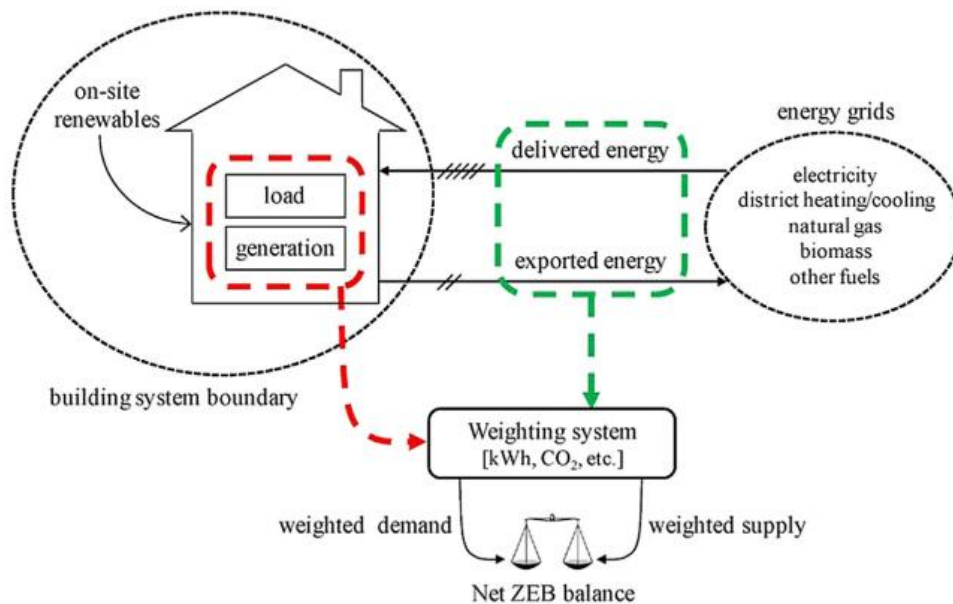 on-site
renewables
load
generation
building system boundary
delivered energy
exported energy
energy grids
electricity
district heating/cooling
natural gas
biomass
other fuels
Weighting system
[kWh, CO₂, etc.]
weighted demand
weighted supply
Net ZEB balance